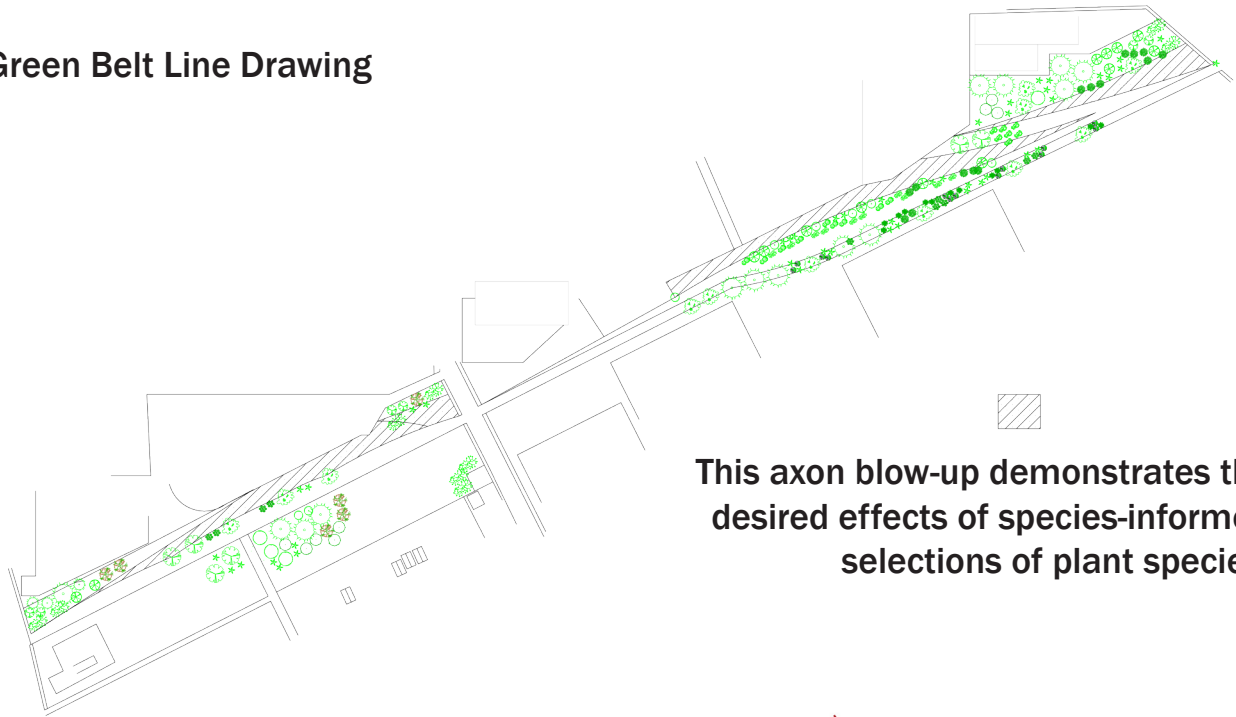 Green Belt Line Drawing
This axon blow-up demonstrates th
desired effects of species-informe
selections of plant specie